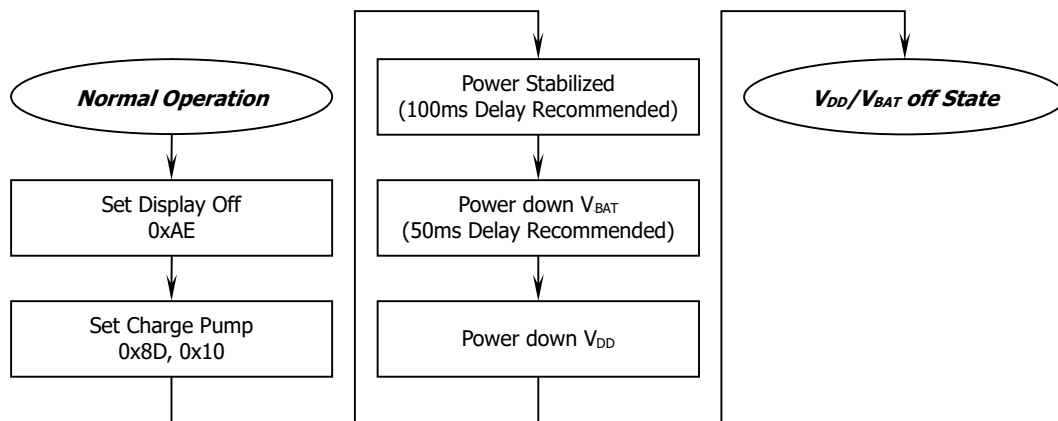 Normal Operation
Set Display Off
0xAE
Set Charge Pump
0x8D, 0x10
Power Stabilized
(100ms Delay Recommended)
Power down VBAT
(50ms Delay Recommended)
Power down VDD
VDD/VBAT off State